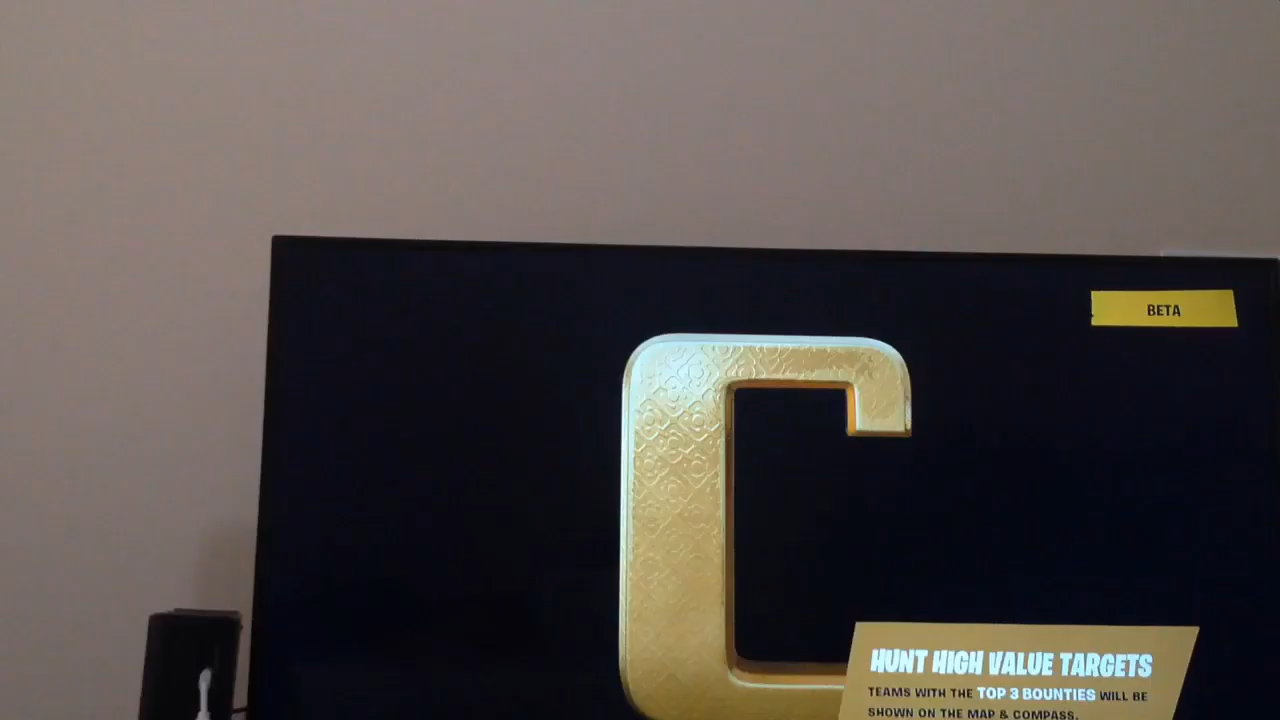 BETA
C
HUNT HIGH VALUE TARGETS
TEAMS WITH THE TOP 3 BOUNTIES WILL BE
SHOWN ON THE MAP & COMPASS.